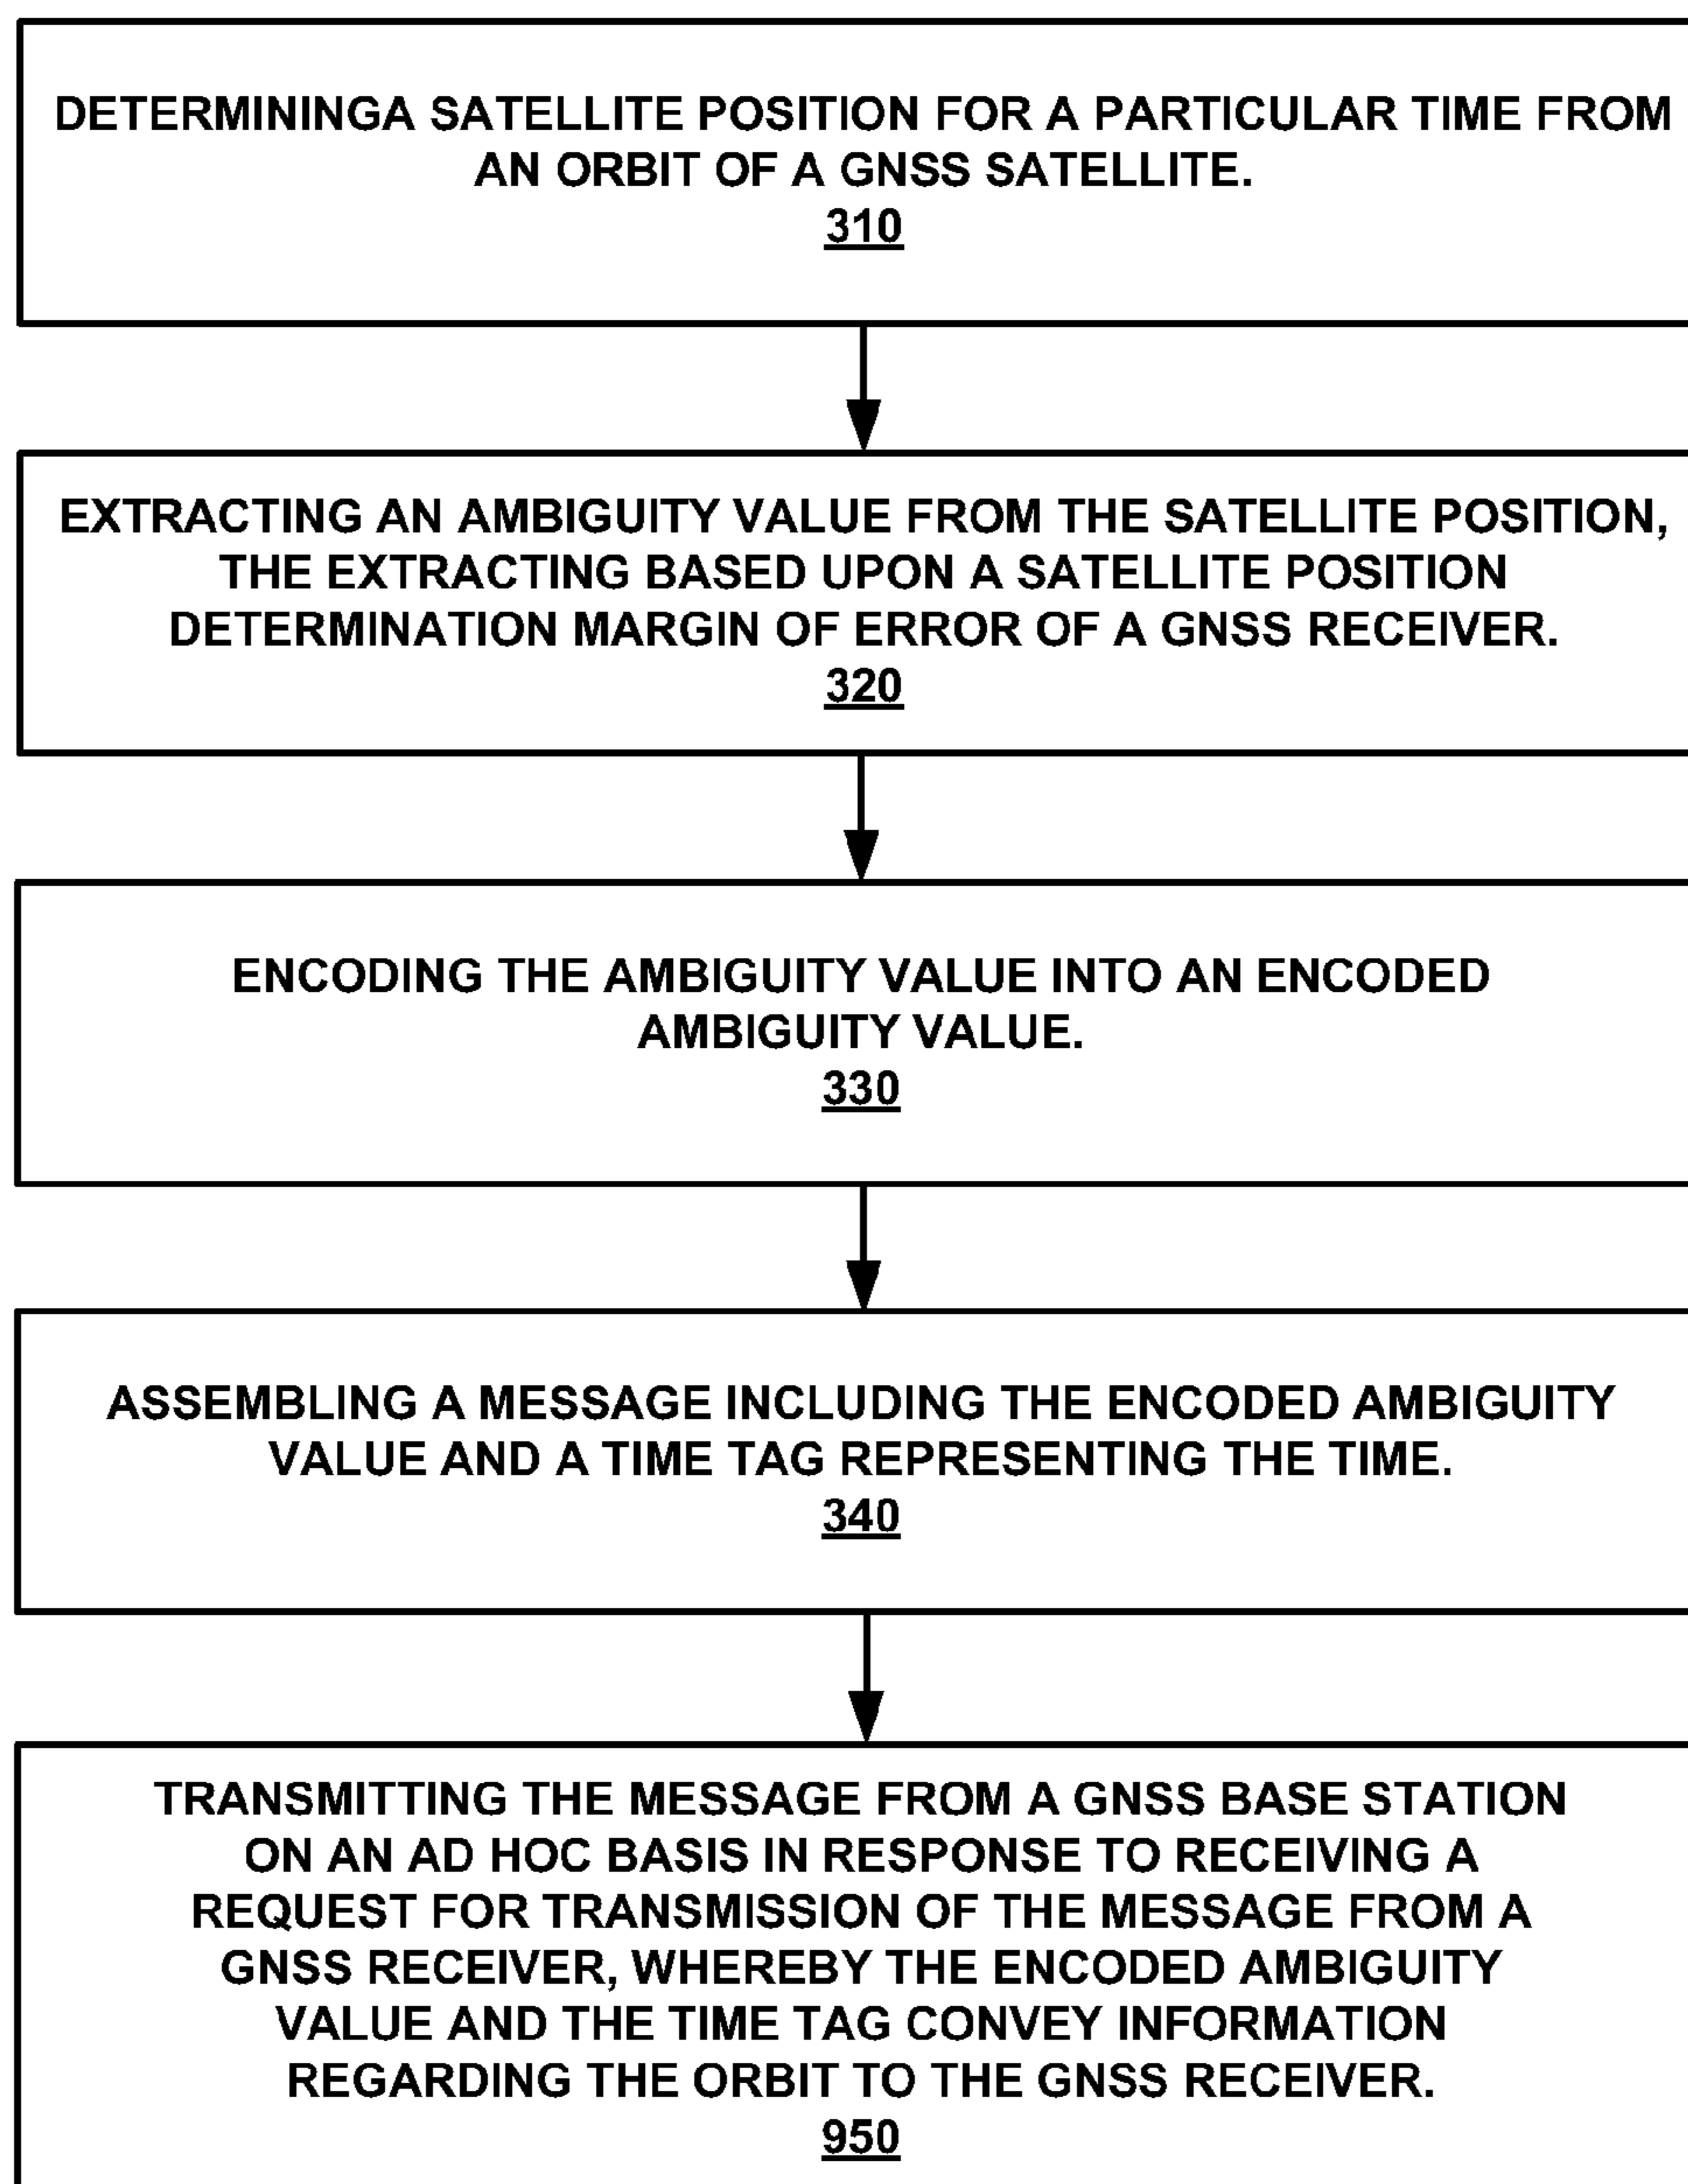 DETERMININGA SATELLITE POSITION FOR A PARTICULAR TIME FROM
AN ORBIT OF A GNSS SATELLITE.
310
EXTRACTING AN AMBIGUITY VALUE FROM THE SATELLITE POSITION,
THE EXTRACTING BASED UPON A SATELLITE POSITION
DETERMINATION MARGIN OF ERROR OF A GNSS RECEIVER.
320
ENCODING THE AMBIGUITY VALUE INTO AN ENCODED
AMBIGUITY VALUE.
330
ASSEMBLING A MESSAGE INCLUDING THE ENCODED AMBIGUITY
VALUE AND A TIME TAG REPRESENTING THE TIME.
340
TRANSMITTING THE MESSAGE FROM A GNSS BASE STATION
ON AN AD HOC BASIS IN RESPONSE TO RECEIVING A
REQUEST FOR TRANSMISSION OF THE MESSAGE FROM A
GNSS RECEIVER, WHEREBY THE ENCODED AMBIGUITY
VALUE AND THE TIME TAG CONVEY INFORMATION
REGARDING THE ORBIT TO THE GNSS RECEIVER.
950